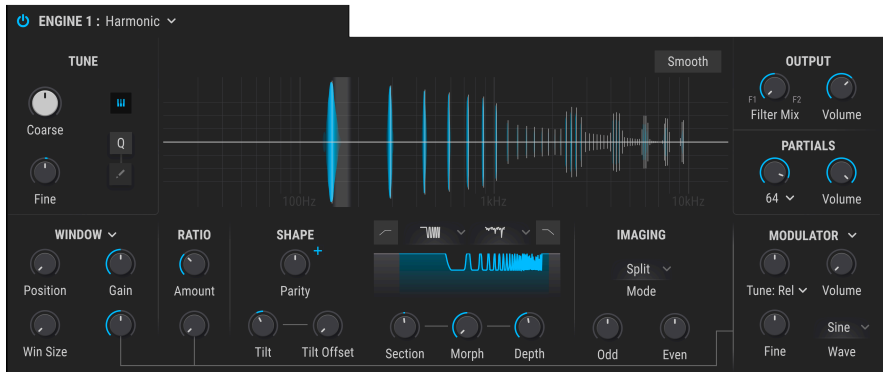 ENGINE 1 : Harmonic
TUNE
Smooth
OUTPUT
F1
F2
Filter Mix
Volume
Coarse
Q
Fine
100Hz
1kHz
10kHz
PARTIALS
64
Volume
WINDOW
RATIO
SHAPE
IMAGING
MODULATOR
Position
Gain
Amount
Parity
Split
Mode
Tune: Rel
Volume
Win Size
Tilt
Tilt Offset
Section
Morph
Depth
Odd
Even
Fine
Sine
Wave